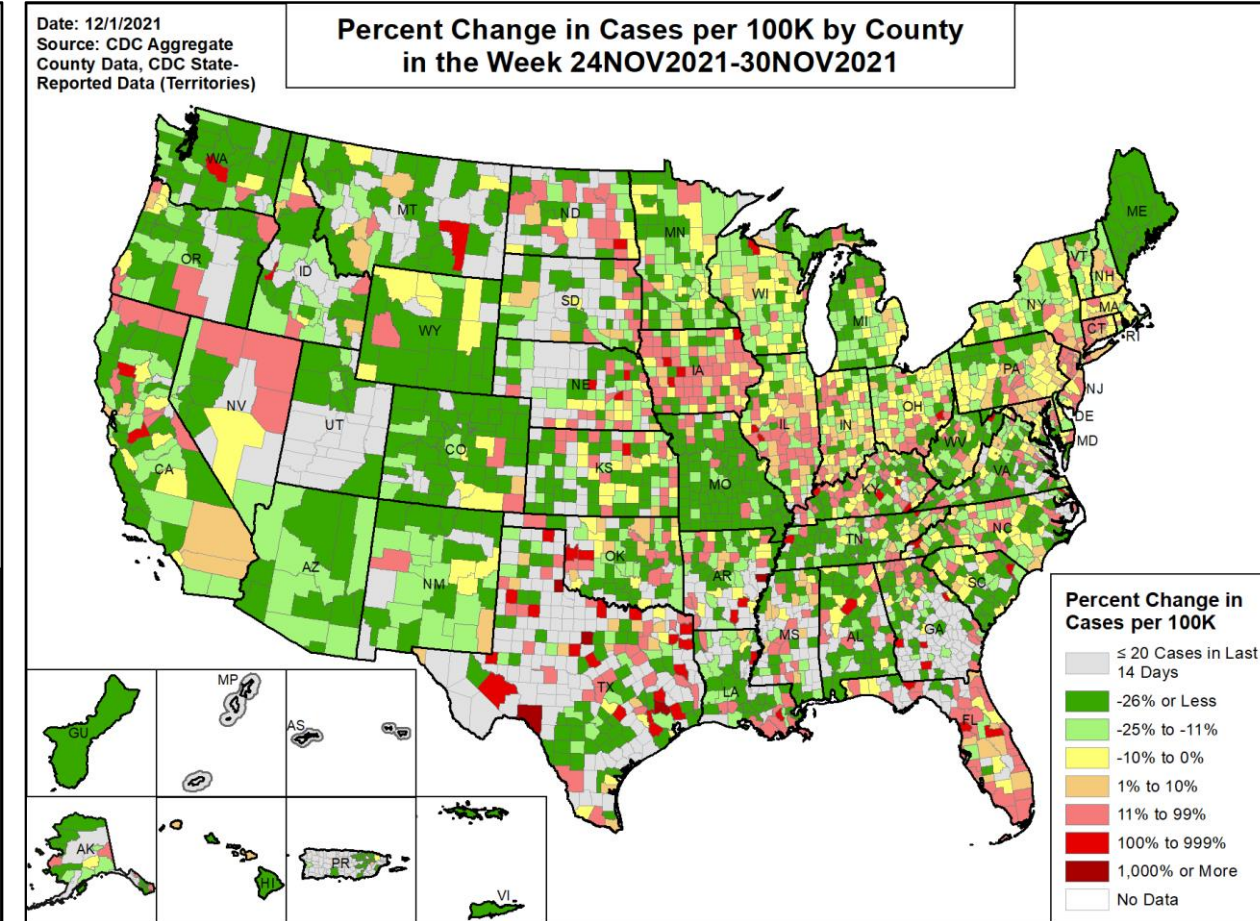 Date: 12/1/2021
Source: CDC Aggregate
County Data, CDC State-
Reported Data (Territories)
Percent Change in Cases per 100K by County
in the Week 24NOV2021-30NOV2021
WA
MT
ND
MN
ME
OR
ID
SD
WI
MI
VT
NH
NY
MA
CT
RI
WY
IA
NE
PA
NJ
NV
UT
CO
IL
IN
OH
DE
MD
WV
CA
KS
MO
KY
VA
AZ
NM
OK
AR
TN
NC
SC
MS
AL
GA
TX
LA
FL
GU
MP
AS
AK
HI
PR
VI
Percent Change in
Cases per 100K
≤ 20 Cases in Last
14 Days
-26% or Less
-25% to -11%
-10% to 0%
1% to 10%
11% to 99%
100% to 999%
1,000% or More
No Data